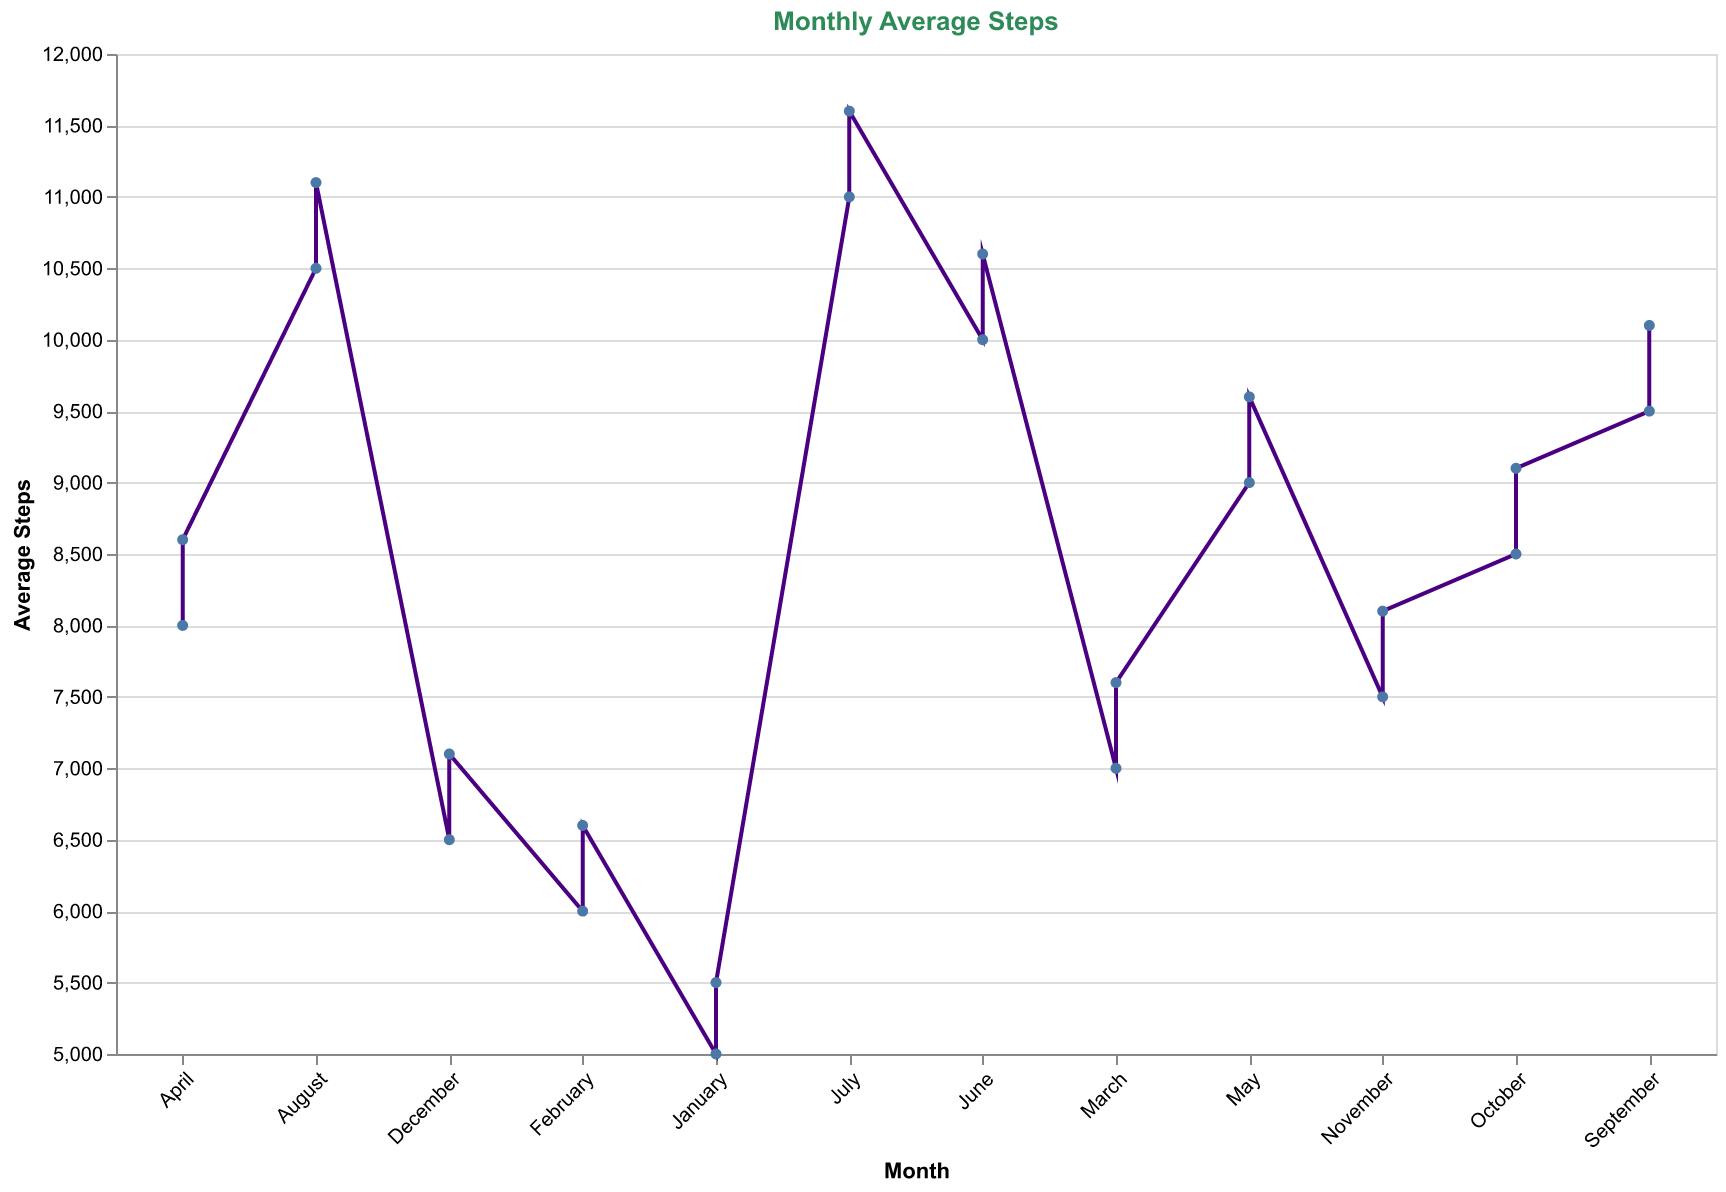 Monthly Average Steps
12,000
11,500
11,000
10,500
10,000
9,500
9,000
8,500
8,000
7,500
7,000
6,500
6,000
5,500
5,000
Average Steps
April
August
December
February
January
July
June
March
May
November
October
September
Month